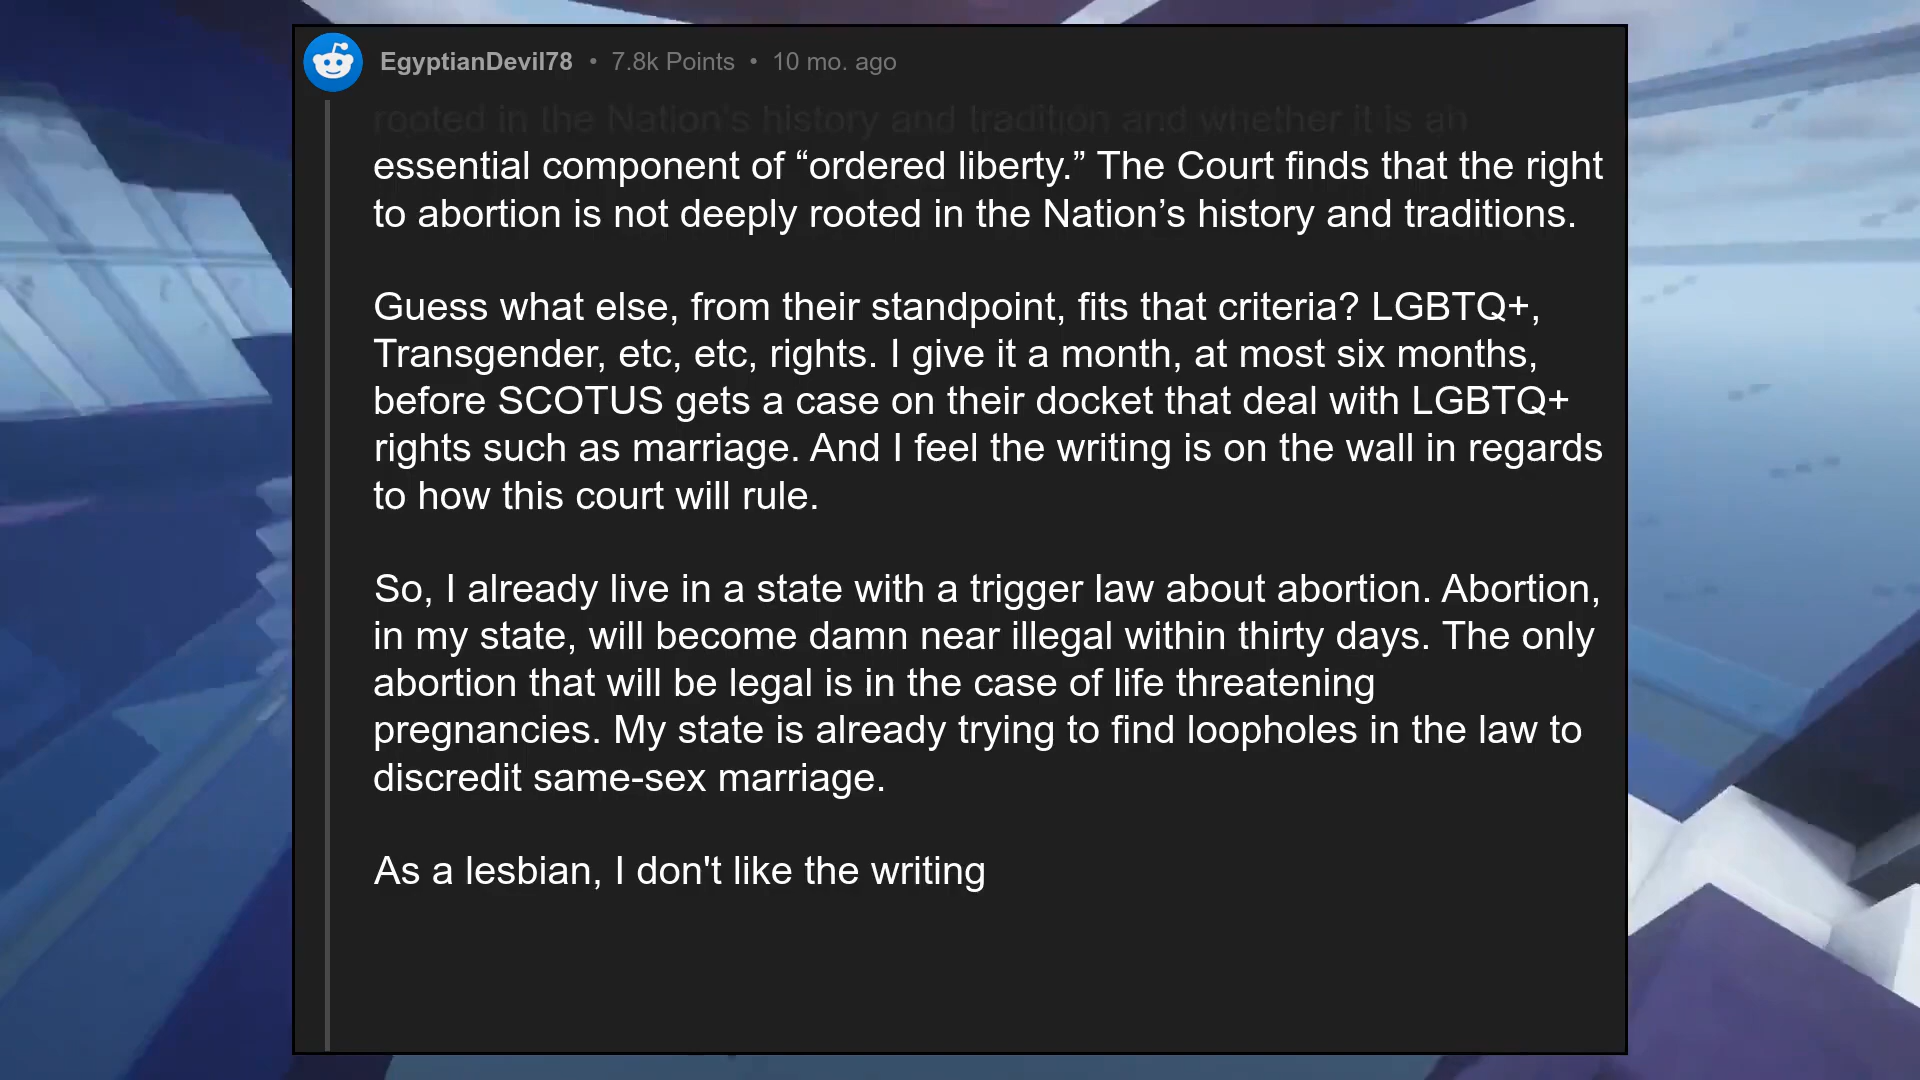 EgyptianDevil78 • 7.8k Points • 10 mo. ago
rooted in the Nation's history and tradition and whether it is an
essential component of “ordered liberty.” The Court finds that the right
to abortion is not deeply rooted in the Nation’s history and traditions.
Guess what else, from their standpoint, fits that criteria? LGBTQ+,
Transgender, etc, etc, rights. I give it a month, at most six months,
before SCOTUS gets a case on their docket that deal with LGBTQ+
rights such as marriage. And I feel the writing is on the wall in regards
to how this court will rule.
So, I already live in a state with a trigger law about abortion. Abortion,
in my state, will become damn near illegal within thirty days. The only
abortion that will be legal is in the case of life threatening
pregnancies. My state is already trying to find loopholes in the law to
discredit same-sex marriage.
As a lesbian, I don't like the writing